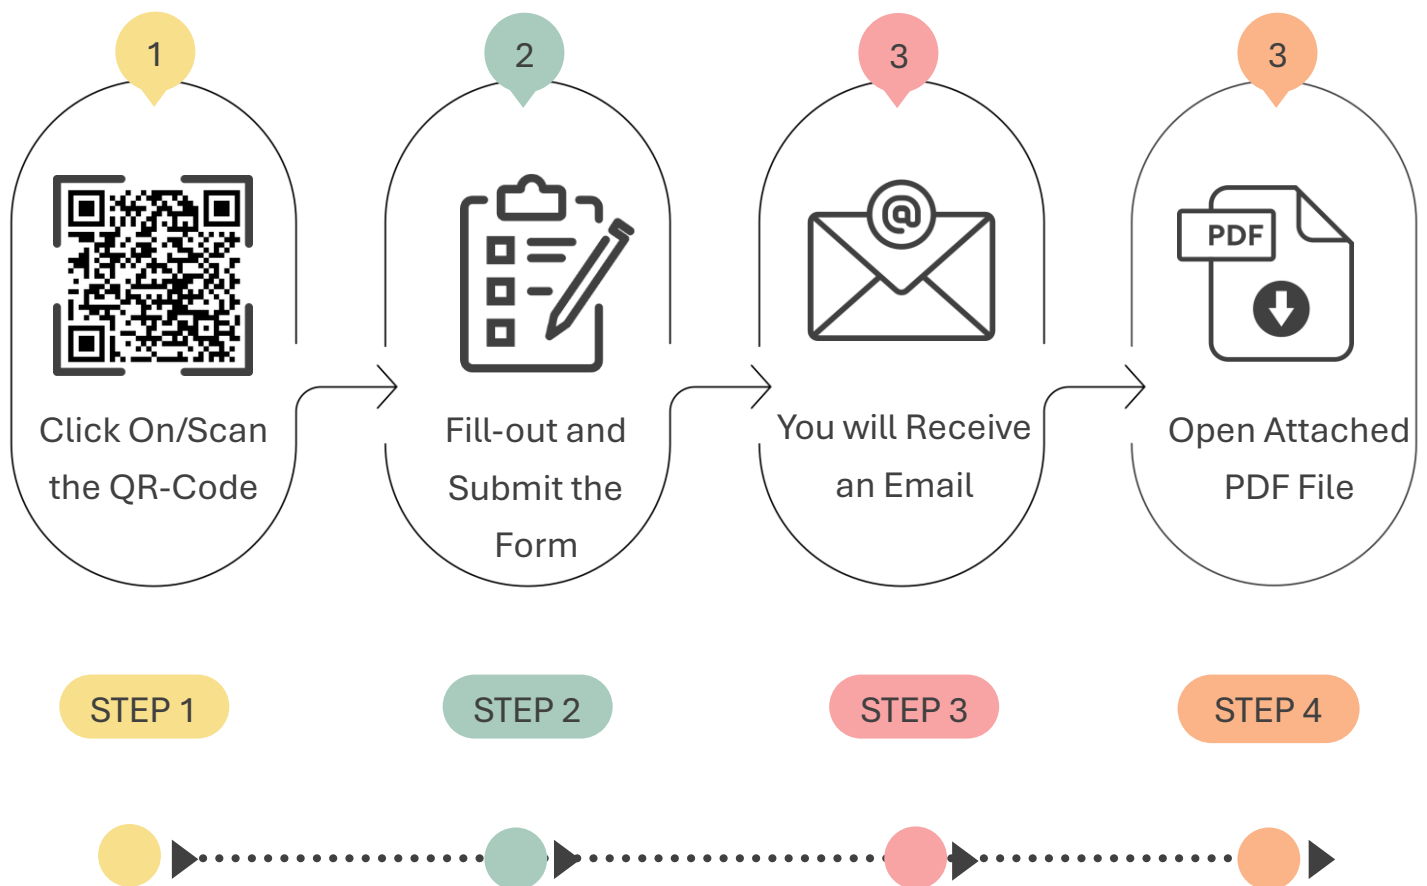 1
2
3
3
PDF
@
Click On/Scan
the QR-Code
Fill-out and
Submit the
Form
You will Receive
an Email
Open Attached
PDF File
STEP 1
STEP 2
STEP 3
STEP 4